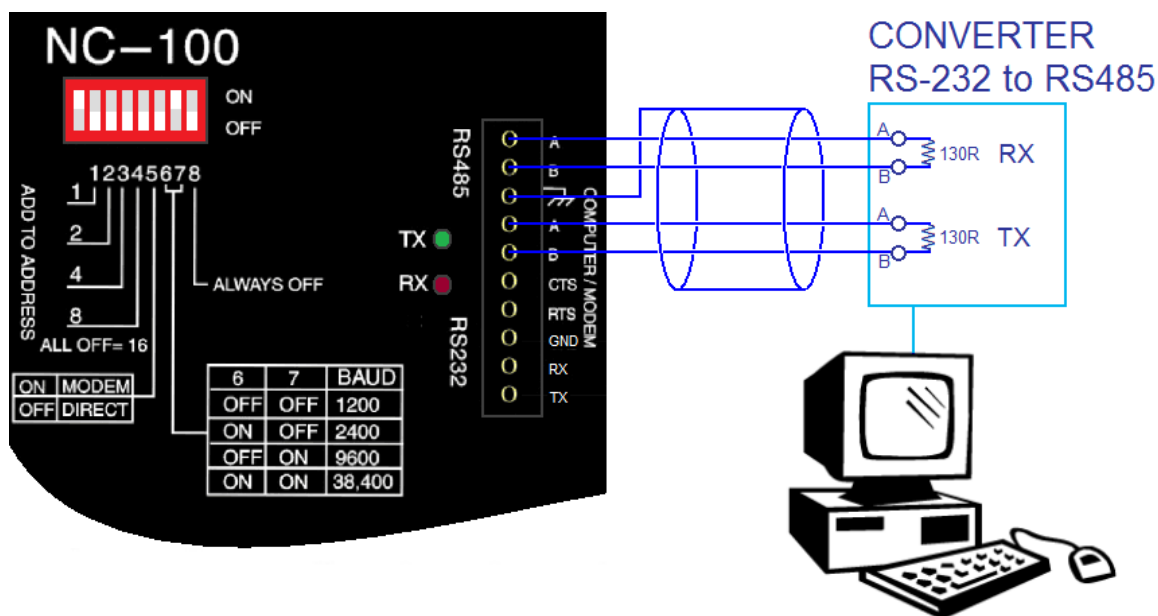 NC-100
ON
OFF
12345678
ADD TO ADDRESS
1
2
4
8
ALL OFF= 16
ALWAYS OFF
ON MODEM
OFF DIRECT
6 7 BAUD
OFF OFF 1200
ON OFF 2400
OFF ON 9600
ON ON 38,400
TX
RX
RS485
RS232
A
B
A
B
CTS
RTS
GND
RX
TX
COMPUTER / MODEM
CONVERTER
RS-232 to RS485
A
130R RX
B
A
130R TX
B